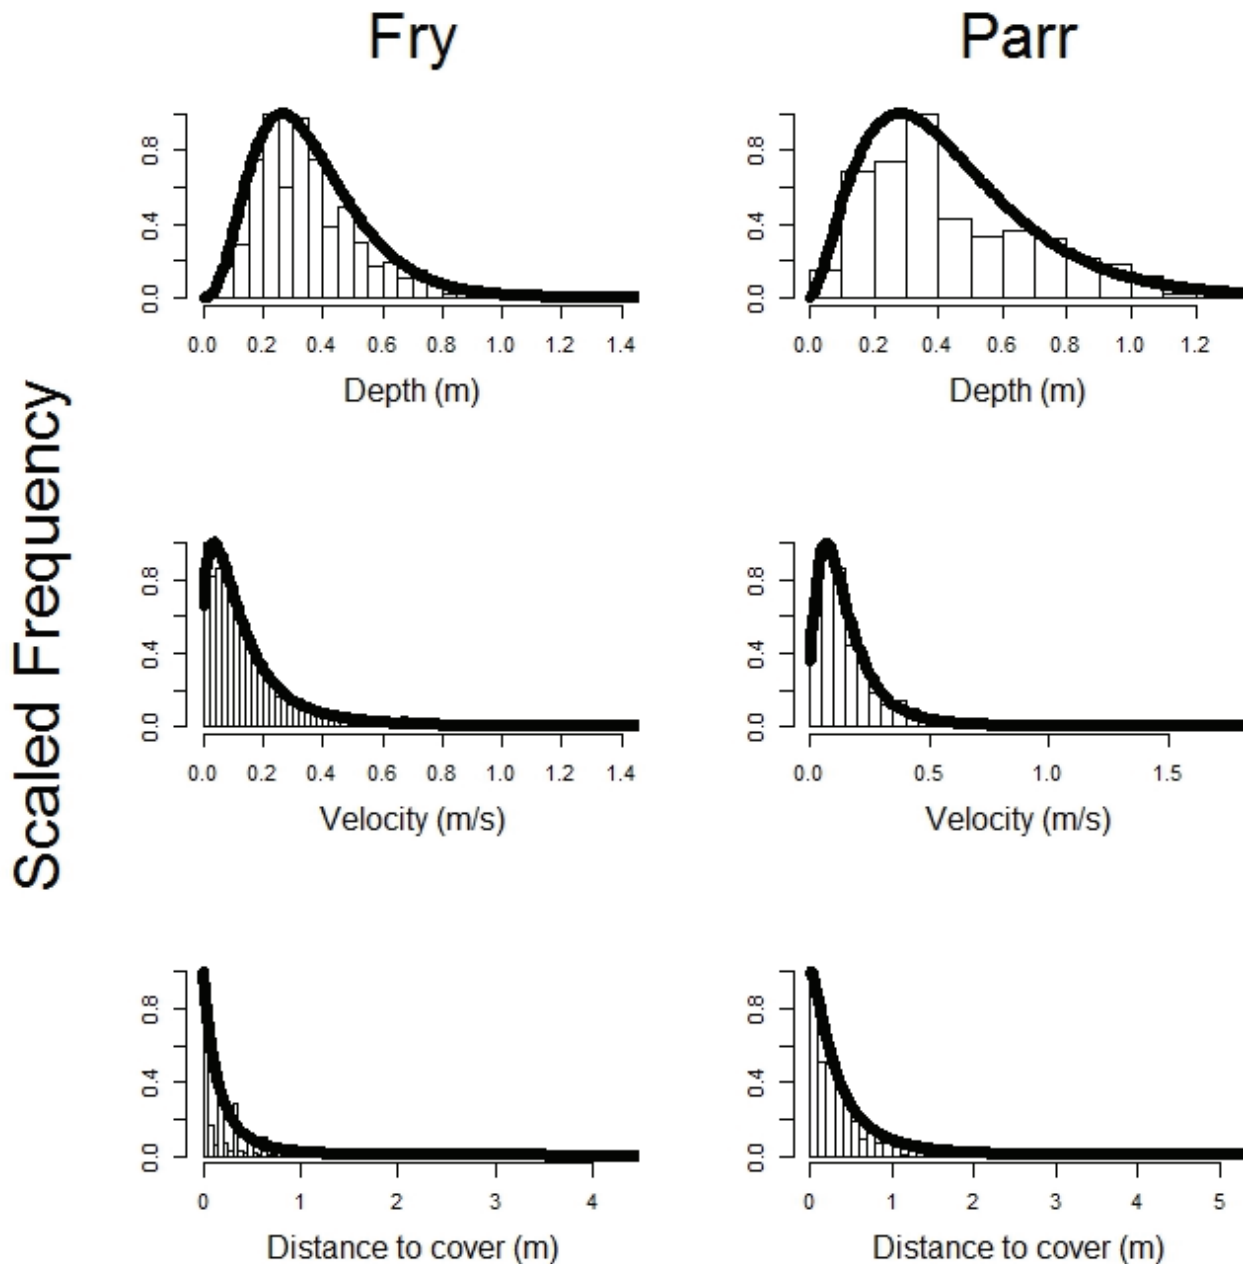 Fry
Parr
Scaled Frequency
0.0 0.4 0.8
0.0 0.2 0.4 0.6 0.8 1.0 1.2 1.4
Depth (m)
0.0 0.4 0.8
0.0 0.2 0.4 0.6 0.8 1.0 1.2
Depth (m)
0.0 0.4 0.8
0.0 0.2 0.4 0.6 0.8 1.0 1.2 1.4
Velocity (m/s)
0.0 0.4 0.8
0.0 0.5 1.0 1.5
Velocity (m/s)
0.0 0.4 0.8
0 1 2 3 4
Distance to cover (m)
0.0 0.4 0.8
0 1 2 3 4 5
Distance to cover (m)